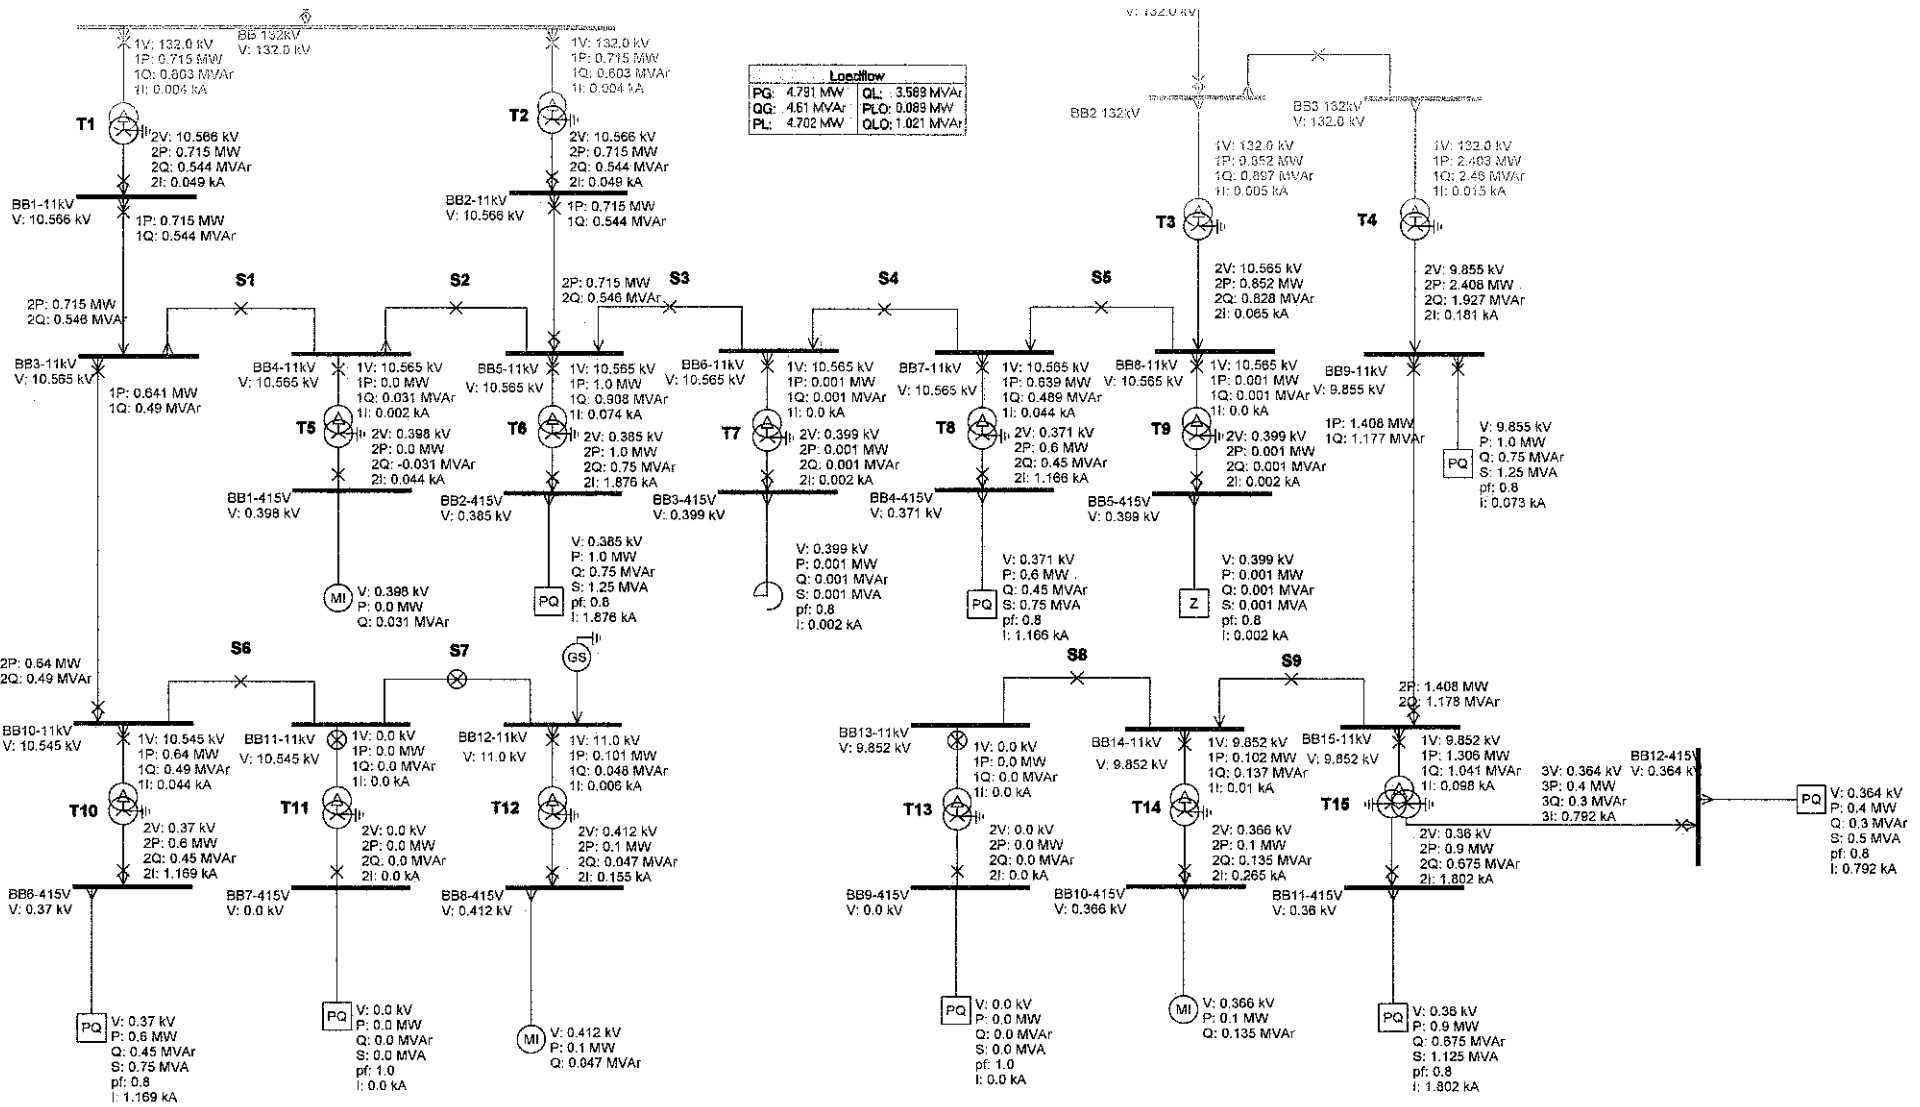 BB 132kV
V: 132.0 kV
1V: 132.0 kV
1P: 0.715 MW
1Q: 0.603 MVAr
1I: 0.004 kA
T1
2V: 10.566 kV
2P: 0.715 MW
2Q: 0.544 MVAr
2I: 0.049 kA
BB1-11kV
V: 10.566 kV
1P: 0.715 MW
1Q: 0.544 MVAr
1V: 132.0 kV
1P: 0.715 MW
1Q: 0.603 MVAr
1I: 0.004 kA
T2
2V: 10.566 kV
2P: 0.715 MW
2Q: 0.544 MVAr
2I: 0.049 kA
BB2-11kV
V: 10.566 kV
1P: 0.715 MW
1Q: 0.544 MVAr
Loadflow
PG: 4.791 MW QL: 3.589 MVAr
QG: 4.61 MVAr PLO: 0.089 MW
PL: 4.702 MW QLO: 1.021 MVAr
V: 132.0 kV
BB2 132kV
BB3 132kV
V: 132.0 kV
1V: 132.0 kV
1P: 0.852 MW
1Q: 0.897 MVAr
1I: 0.005 kA
T3
2V: 10.565 kV
2P: 0.852 MW
2Q: 0.828 MVAr
2I: 0.065 kA
1V: 132.0 kV
1P: 2.403 MW
1Q: 2.46 MVAr
1I: 0.015 kA
T4
2V: 9.855 kV
2P: 2.408 MW
2Q: 1.927 MVAr
2I: 0.181 kA
S1
S2
S3
S4
S5
2P: 0.715 MW
2Q: 0.546 MVAr
2P: 0.715 MW
2Q: 0.546 MVAr
BB3-11kV
V: 10.565 kV
1P: 0.641 MW
1Q: 0.49 MVAr
BB4-11kV
V: 10.565 kV
1V: 10.565 kV
1P: 0.0 MW
1Q: 0.031 MVAr
1I: 0.002 kA
T5
2V: 0.398 kV
2P: 0.0 MW
2Q: -0.031 MVAr
2I: 0.044 kA
BB1-415V
V: 0.398 kV
MI
V: 0.398 kV
P: 0.0 MW
Q: 0.031 MVAr
BB5-11kV
V: 10.565 kV
1V: 10.565 kV
1P: 1.0 MW
1Q: 0.908 MVAr
1I: 0.074 kA
T6
2V: 0.385 kV
2P: 1.0 MW
2Q: 0.75 MVAr
2I: 1.876 kA
BB2-415V
V: 0.385 kV
PQ
V: 0.385 kV
P: 1.0 MW
Q: 0.75 MVAr
S: 1.25 MVA
pf: 0.8
I: 1.876 kA
BB6-11kV
V: 10.565 kV
1V: 10.565 kV
1P: 0.001 MW
1Q: 0.001 MVAr
1I: 0.0 kA
T7
2V: 0.399 kV
2P: 0.001 MW
2Q: 0.001 MVAr
2I: 0.002 kA
BB3-415V
V: 0.399 kV
V: 0.399 kV
P: 0.001 MW
Q: 0.001 MVAr
S: 0.001 MVA
pf: 0.8
I: 0.002 kA
BB7-11kV
V: 10.565 kV
1V: 10.565 kV
1P: 0.639 MW
1Q: 0.489 MVAr
1I: 0.044 kA
T8
2V: 0.371 kV
2P: 0.6 MW
2Q: 0.45 MVAr
2I: 1.166 kA
BB4-415V
V: 0.371 kV
PQ
V: 0.371 kV
P: 0.6 MW
Q: 0.45 MVAr
S: 0.75 MVA
pf: 0.8
I: 1.166 kA
BB8-11kV
V: 10.565 kV
1V: 10.565 kV
1P: 0.001 MW
1Q: 0.001 MVAr
1I: 0.0 kA
T9
2V: 0.399 kV
2P: 0.001 MW
2Q: 0.001 MVAr
2I: 0.002 kA
BB5-415V
V: 0.399 kV
Z
V: 0.399 kV
P: 0.001 MW
Q: 0.001 MVAr
S: 0.001 MVA
pf: 0.8
I: 0.002 kA
BB9-11kV
V: 9.855 kV
1P: 1.408 MW
1Q: 1.177 MVAr
PQ
V: 9.855 kV
P: 1.0 MW
Q: 0.75 MVAr
S: 1.25 MVA
pf: 0.8
I: 0.073 kA
GS
S6
S7
S8
S9
2P: 0.64 MW
2Q: 0.49 MVAr
BB10-11kV
V: 10.545 kV
1V: 10.545 kV
1P: 0.64 MW
1Q: 0.49 MVAr
1I: 0.044 kA
T10
2V: 0.37 kV
2P: 0.6 MW
2Q: 0.45 MVAr
2I: 1.169 kA
BB6-415V
V: 0.37 kV
PQ
V: 0.37 kV
P: 0.6 MW
Q: 0.45 MVAr
S: 0.75 MVA
pf: 0.8
I: 1.169 kA
BB11-11kV
V: 10.545 kV
1V: 0.0 kV
1P: 0.0 MW
1Q: 0.0 MVAr
1I: 0.0 kA
T11
2V: 0.0 kV
2P: 0.0 MW
2Q: 0.0 MVAr
2I: 0.0 kA
BB7-415V
V: 0.0 kV
PQ
V: 0.0 kV
P: 0.0 MW
Q: 0.0 MVAr
S: 0.0 MVA
pf: 1.0
I: 0.0 kA
BB12-11kV
V: 11.0 kV
1V: 11.0 kV
1P: 0.101 MW
1Q: 0.048 MVAr
1I: 0.006 kA
T12
2V: 0.412 kV
2P: 0.1 MW
2Q: 0.047 MVAr
2I: 0.155 kA
BB8-415V
V: 0.412 kV
MI
V: 0.412 kV
P: 0.1 MW
Q: 0.047 MVAr
BB13-11kV
V: 9.852 kV
1V: 0.0 kV
1P: 0.0 MW
1Q: 0.0 MVAr
1I: 0.0 kA
T13
2V: 0.0 kV
2P: 0.0 MW
2Q: 0.0 MVAr
2I: 0.0 kA
BB9-415V
V: 0.0 kV
PQ
V: 0.0 kV
P: 0.0 MW
Q: 0.0 MVAr
S: 0.0 MVA
pf: 1.0
I: 0.0 kA
BB14-11kV
V: 9.852 kV
1V: 9.852 kV
1P: 0.102 MW
1Q: 0.137 MVAr
1I: 0.01 kA
T14
2V: 0.366 kV
2P: 0.1 MW
2Q: 0.135 MVAr
2I: 0.265 kA
BB10-415V
V: 0.366 kV
MI
V: 0.366 kV
P: 0.1 MW
Q: 0.135 MVAr
2P: 1.408 MW
2Q: 1.178 MVAr
BB15-11kV
V: 9.852 kV
1V: 9.852 kV
1P: 1.306 MW
1Q: 1.041 MVAr
1I: 0.098 kA
T15
2V: 0.36 kV
2P: 0.9 MW
2Q: 0.675 MVAr
2I: 1.802 kA
BB11-415V
V: 0.36 kV
PQ
V: 0.36 kV
P: 0.9 MW
Q: 0.675 MVAr
S: 1.125 MVA
pf: 0.8
I: 1.802 kA
3V: 0.364 kV
3P: 0.4 MW
3Q: 0.3 MVAr
3I: 0.792 kA
BB12-415V
V: 0.364 kV
PQ
V: 0.364 kV
P: 0.4 MW
Q: 0.3 MVAr
S: 0.5 MVA
pf: 0.8
I: 0.792 kA